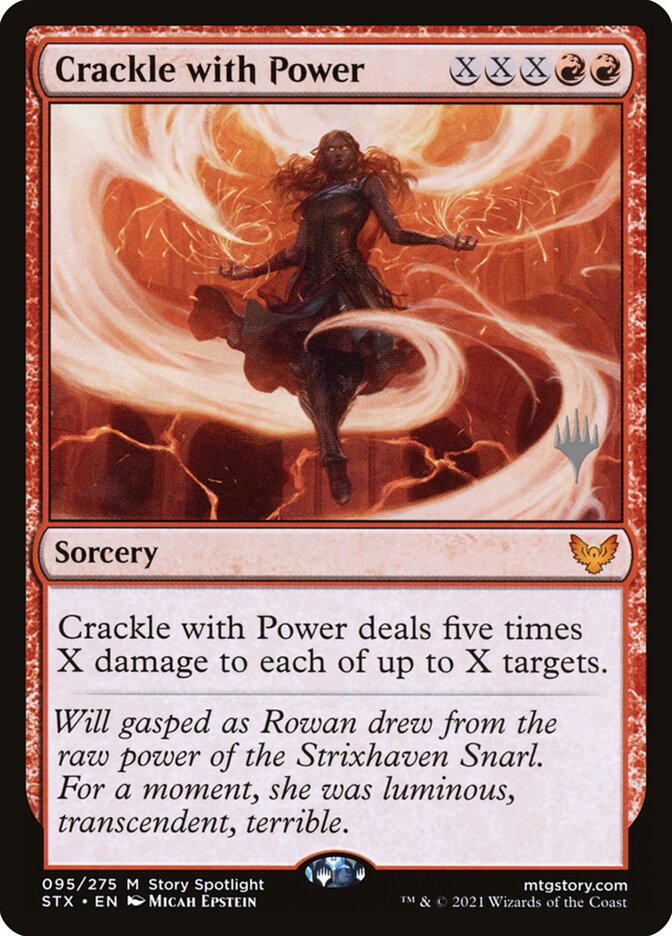 Crackle with Power XXX
Sorcery
Crackle with Power deals five times
X damage to each of up to X targets.
Will gasped as Rowan drew from the
raw power of the Strixhaven Snarl.
For a moment, she was luminous,
transcendent, terrible.
095/275 M Story Spotlight
mtgstory.com
STX • EN Micah Epstein
™ & © 2021 Wizards of the Coast